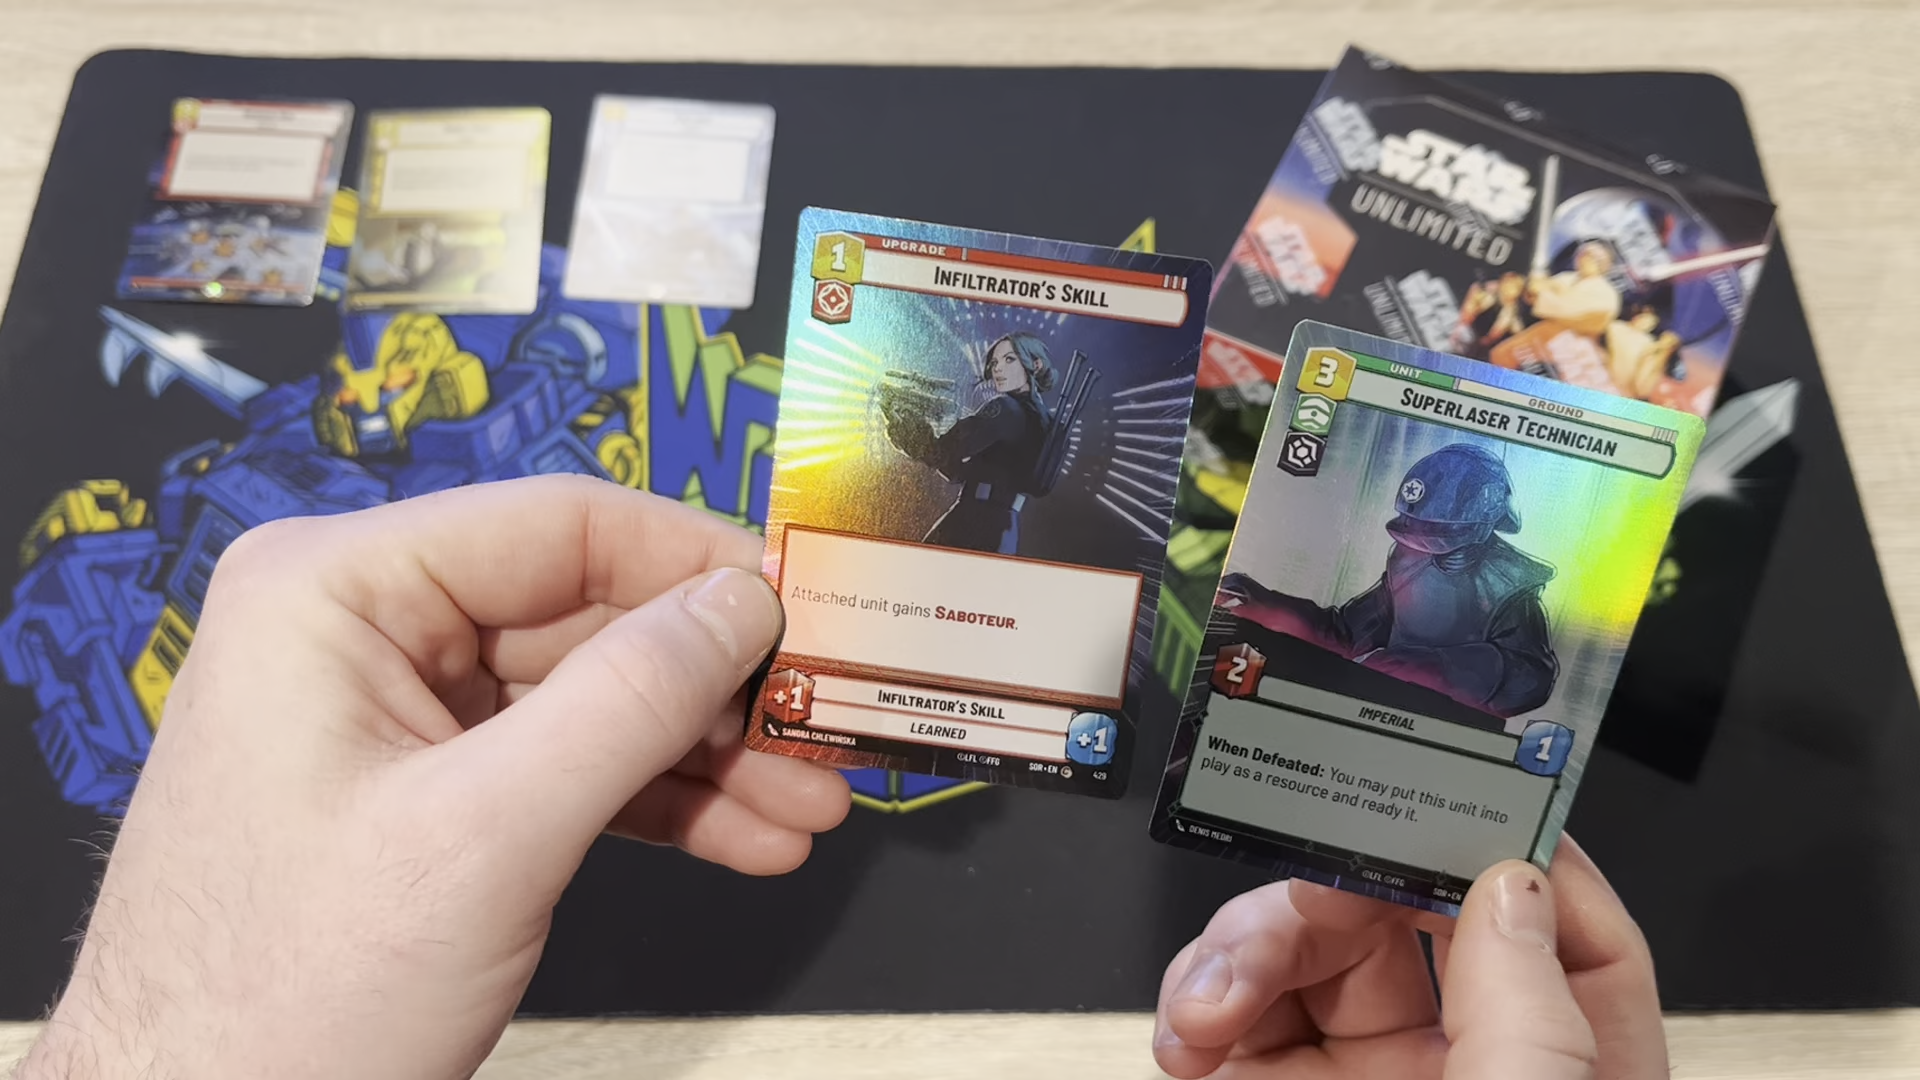 STAR
WARS
UNLIMITED
1
UPGRADE
INFILTRATOR'S SKILL
Attached unit gains SABOTEUR.
+1
INFILTRATOR'S SKILL
LEARNED
+1
SANDRA CHLEWIŃSKA
©LFL ©FFG
SOR • EN C
429
3
UNIT
GROUND
SUPERLASER TECHNICIAN
2
IMPERIAL
1
When Defeated: You may put this unit into
play as a resource and ready it.
DENIS MEDRI
©LFL ©FFG
SOR • EN